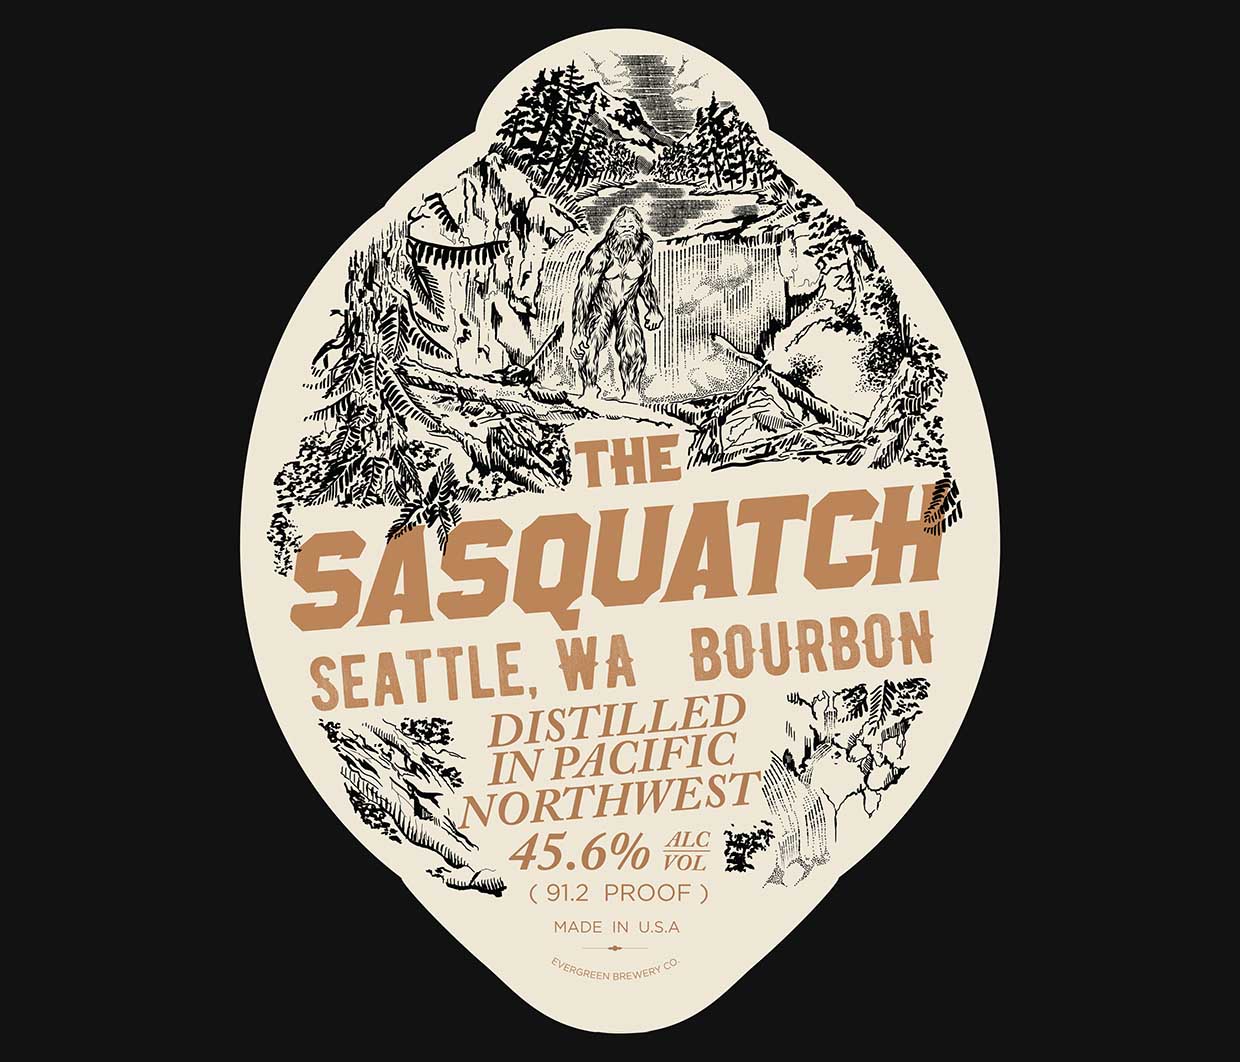 THE
SASQUATCH
SEATTLE, WA BOURBON
DISTILLED
IN PACIFIC
NORTHWEST
45.6% ALC
VOL
( 91.2 PROOF )
MADE IN U.S.A
EVERGREEN BREWERY CO.